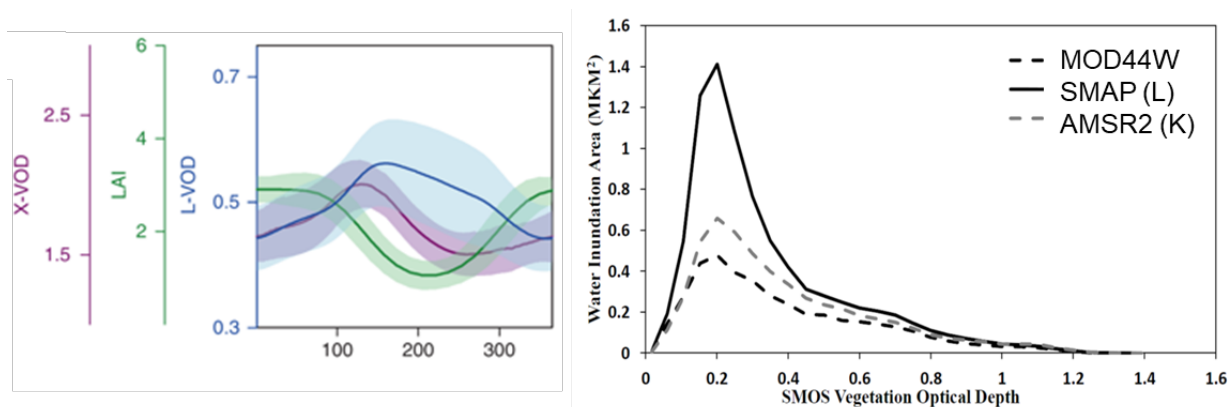 X-VOD
2.5
1.5
LAI
6
4
2
L-VOD
0.7
0.5
0.3
100
200
300
Water Inundation Area (MKM²)
1.6
1.4
1.2
1
0.8
0.6
0.4
0.2
0
MOD44W
SMAP (L)
AMSR2 (K)
0 0.2 0.4 0.6 0.8 1 1.2 1.4 1.6
SMOS Vegetation Optical Depth